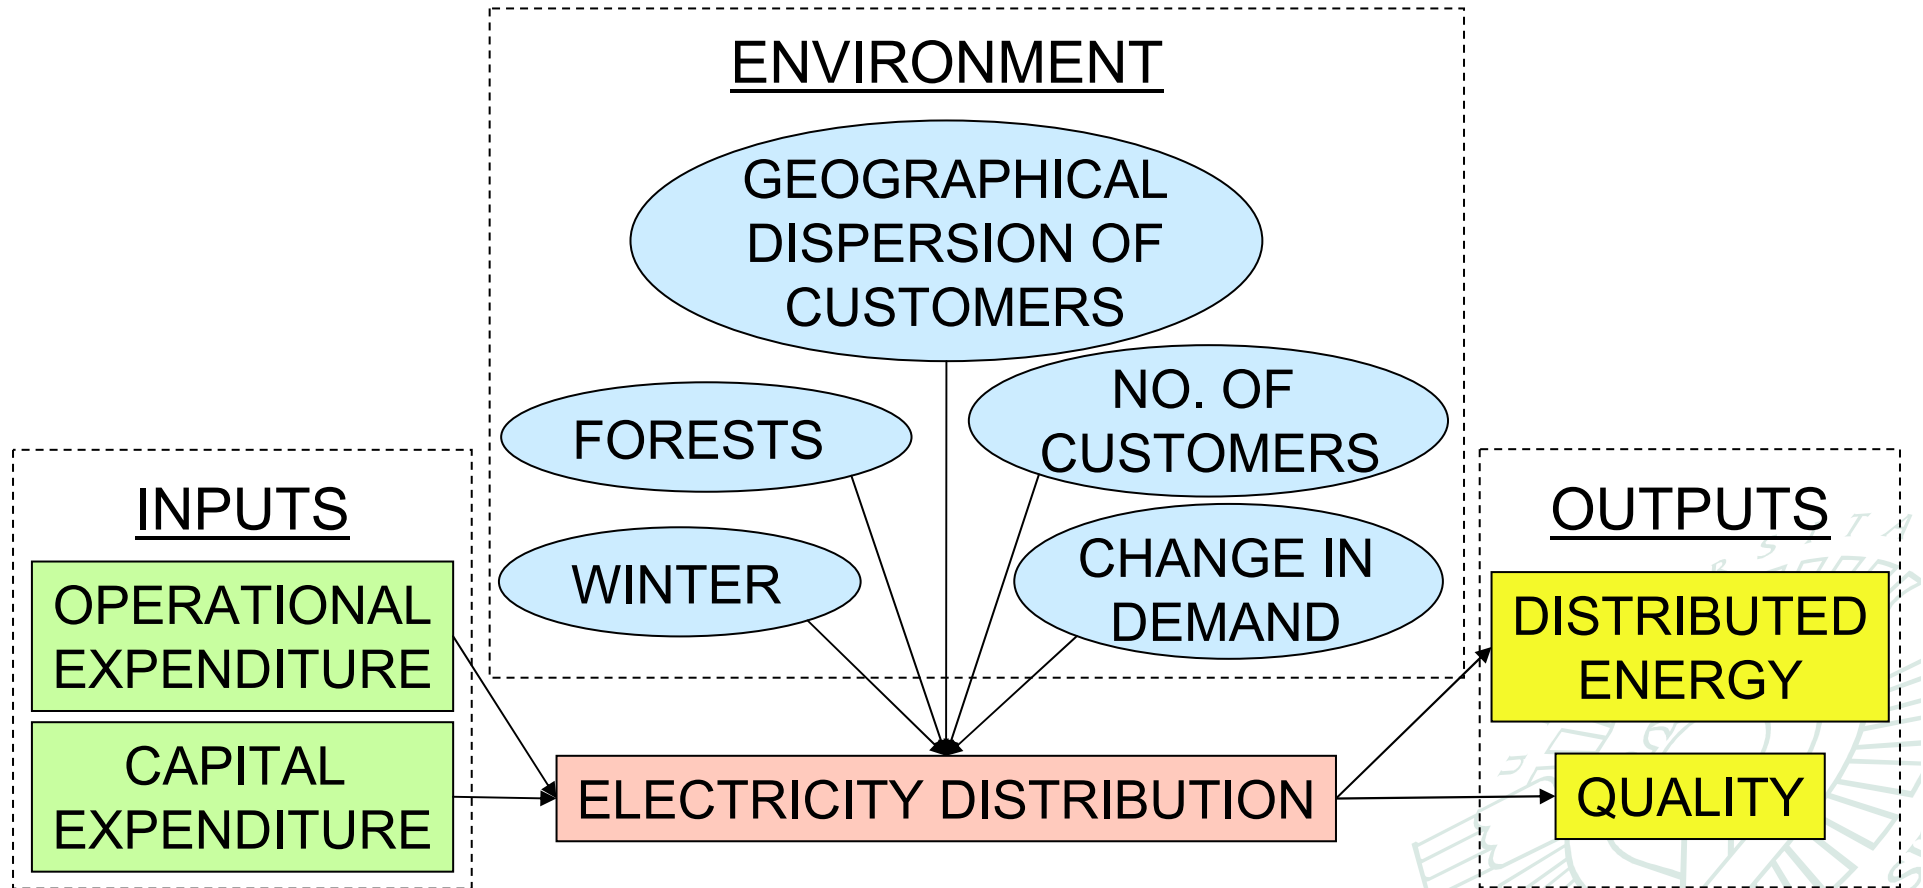 ENVIRONMENT
GEOGRAPHICAL
DISPERSION OF
CUSTOMERS
NO. OF
CUSTOMERS
FORESTS
WINTER
CHANGE IN
DEMAND
INPUTS
OPERATIONAL
EXPENDITURE
CAPITAL
EXPENDITURE
ELECTRICITY DISTRIBUTION
OUTPUTS
DISTRIBUTED
ENERGY
QUALITY